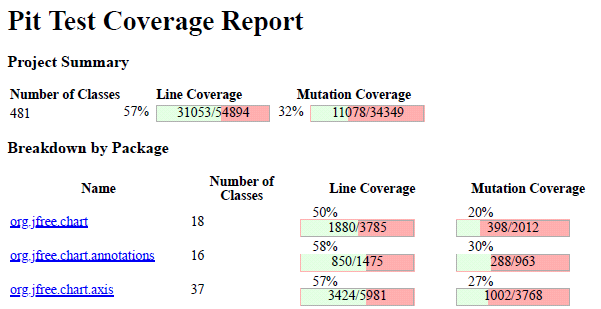 Pit Test Coverage Report
Project Summary
Number of Classes Line Coverage Mutation Coverage
481 57% 31053/54894 32% 11078/34349
Breakdown by Package
Name Number of Classes Line Coverage Mutation Coverage
org.jfree.chart 18 50% 1880/3785 20% 398/2012
org.jfree.chart.annotations 16 58% 850/1475 30% 288/963
org.jfree.chart.axis 37 57% 3424/5981 27% 1002/3768